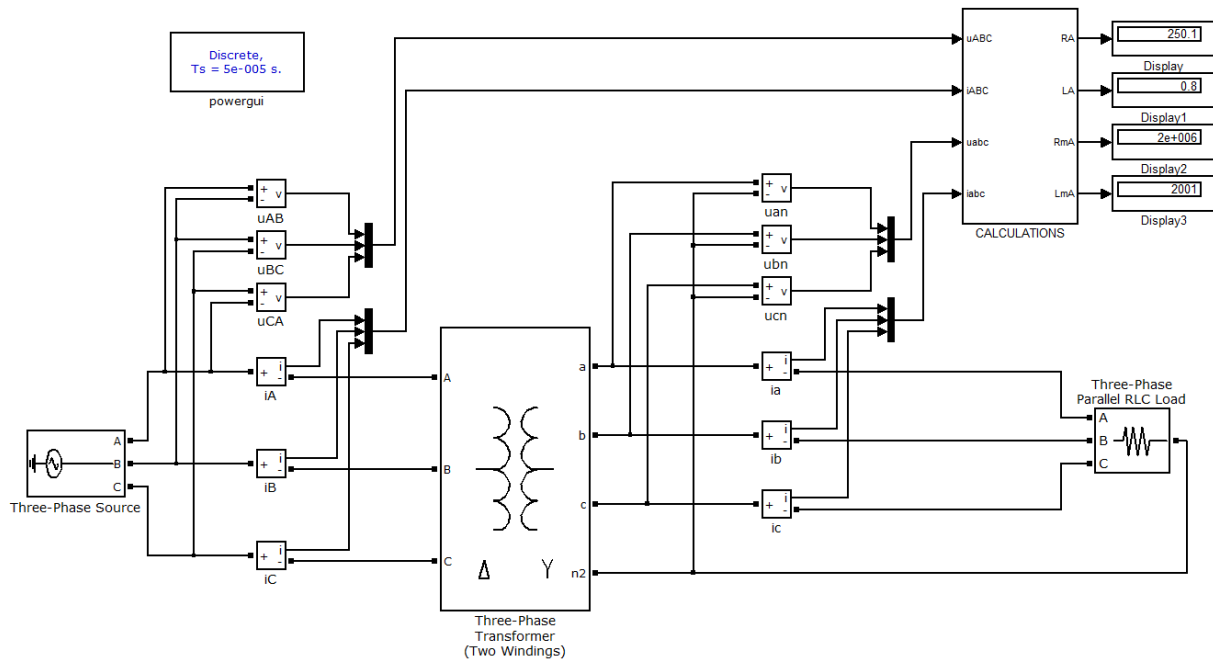 Discrete,
Ts = 5e-005 s.
powergui
uABC
iABC
uabc
iabc
RA
LA
RmA
LmA
CALCULATIONS
250.1
Display
0.8
Display1
2e+006
Display2
2001
Display3
+
-
v
uAB
+
-
v
uBC
+
-
v
uCA
+
i
-
iA
+
i
-
iB
+
i
-
iC
A
B
C
Three-Phase Source
A
B
C
a
b
c
n2
Δ
Y
Three-Phase
Transformer
(Two Windings)
+
-
v
uan
+
-
v
ubn
+
-
v
ucn
+
i
-
ia
+
i
-
ib
+
i
-
ic
Three-Phase
Parallel RLC Load
A
B
C